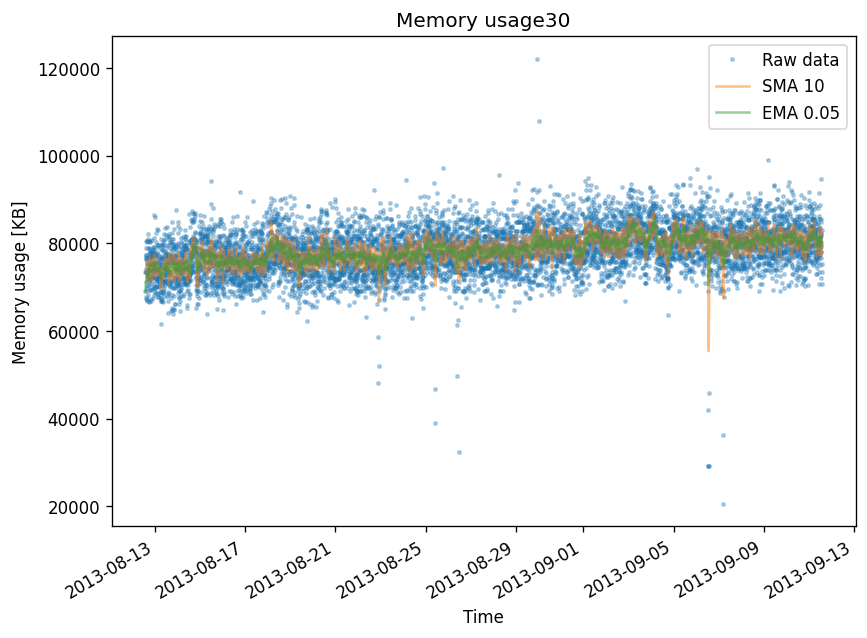 Memory usage30
Raw data
SMA 10
EMA 0.05
Memory usage [KB]
120000
100000
80000
60000
40000
20000
2013-08-13
2013-08-17
2013-08-21
2013-08-25
2013-08-29
2013-09-01
2013-09-05
2013-09-09
2013-09-13
Time